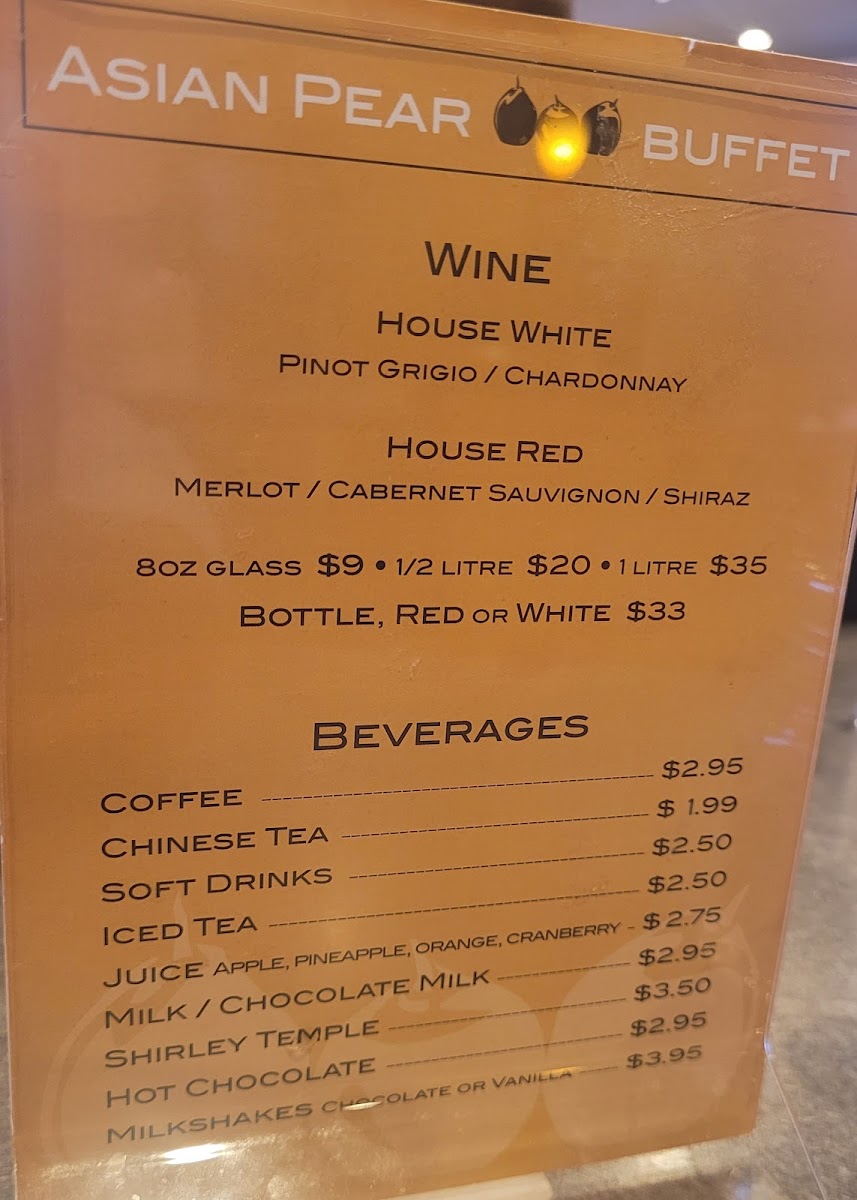 ASIAN PEAR BUFFET
WINE
HOUSE WHITE
PINOT GRIGIO / CHARDONNAY
HOUSE RED
MERLOT / CABERNET SAUVIGNON / SHIRAZ
8OZ GLASS $9 • 1/2 LITRE $20 • 1 LITRE $35
BOTTLE, RED OR WHITE $33
BEVERAGES
COFFEE $2.95
CHINESE TEA $ 1.99
SOFT DRINKS $2.50
ICED TEA $2.50
JUICE APPLE, PINEAPPLE, ORANGE, CRANBERRY - $ 2.75
MILK / CHOCOLATE MILK $2.95
SHIRLEY TEMPLE $3.50
HOT CHOCOLATE $2.95
MILKSHAKES CHOCOLATE OR VANILLA $3.95